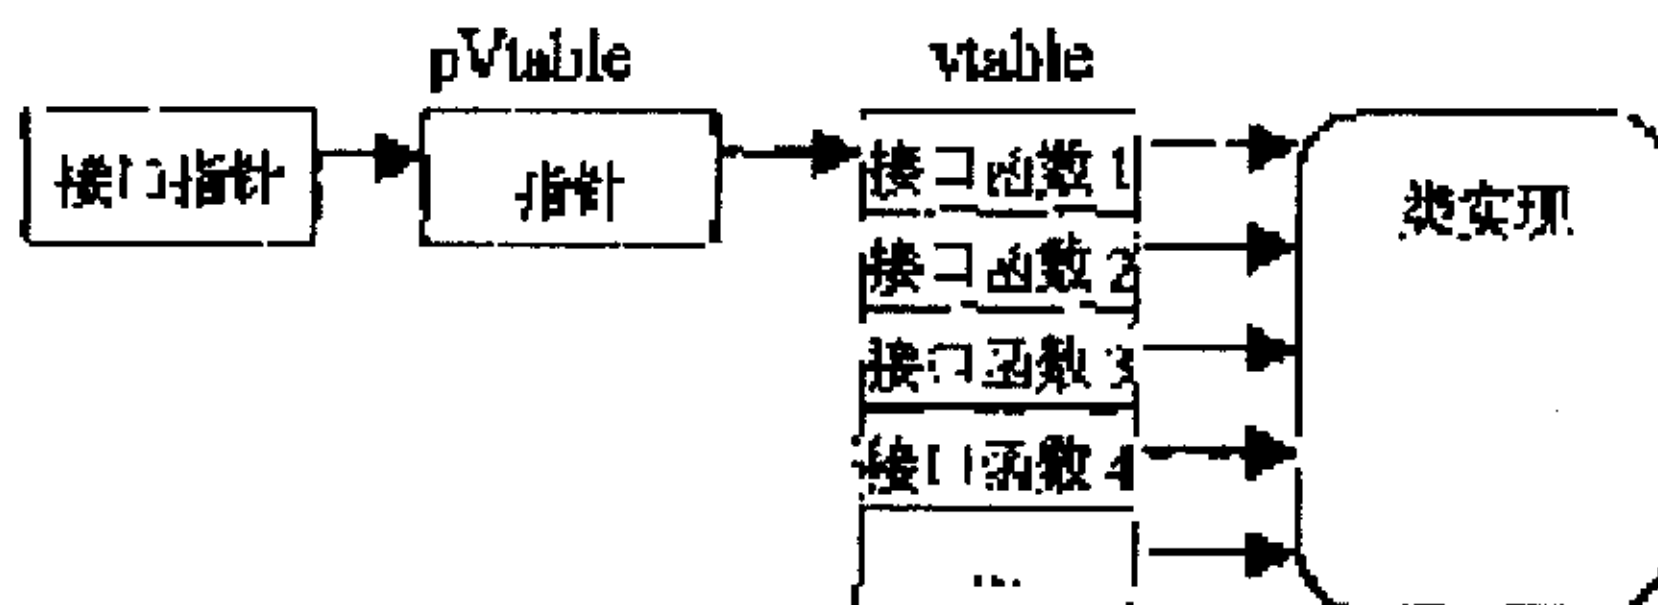 pVtable
vtable
接口指针
指针
接口函数 1
接口函数 2
接口函数 3
接口函数 4
...
类实现